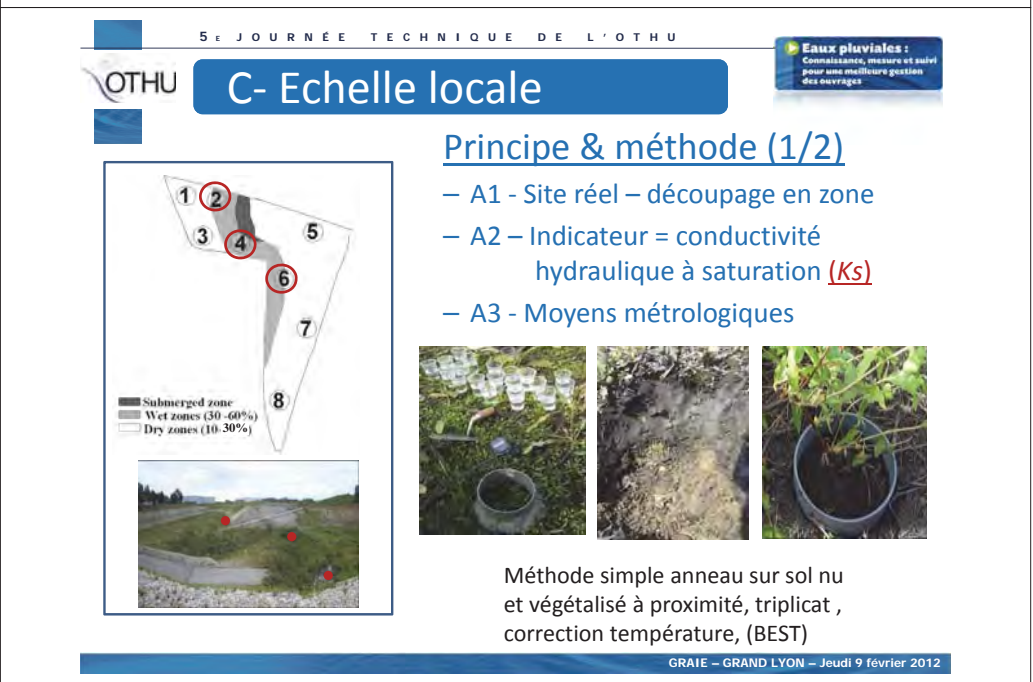 5E JOURNÉE TECHNIQUE DE L'OTHU
OTHU
C- Echelle locale
Eaux pluviales :
Connaissance, mesure et suivi
pour une meilleure gestion
des ouvrages
Principe & méthode (1/2)
– A1 - Site réel – découpage en zone
– A2 – Indicateur = conductivité
hydraulique à saturation (Ks)
– A3 - Moyens métrologiques
1
2
3
4
5
6
7
8
Submerged zone
Wet zones (30 -60%)
Dry zones (10-30%)
Méthode simple anneau sur sol nu
et végétalisé à proximité, triplicat ,
correction température, (BEST)
GRAIE – GRAND LYON – Jeudi 9 février 2012